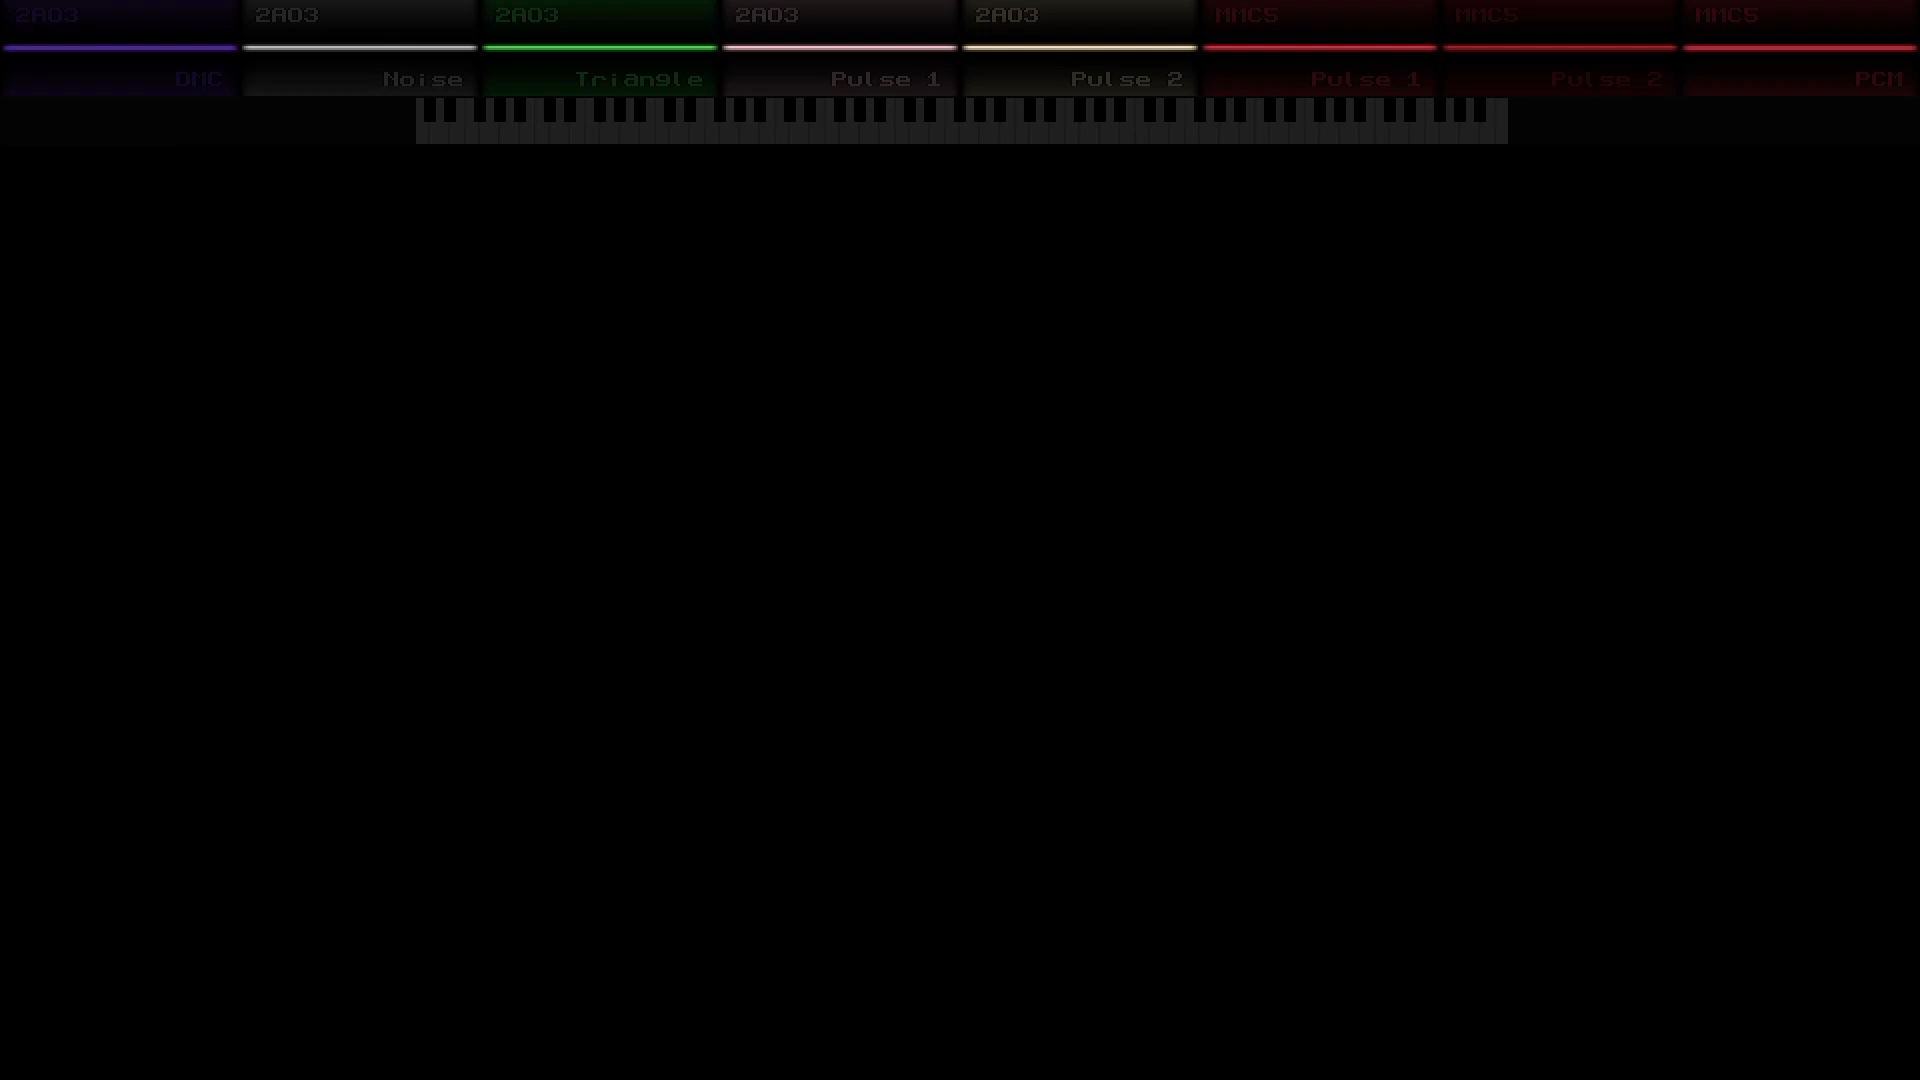 2A03 2A03 2A03 2A03 2A03 MMC5 MMC5 MMC5
DMC Noise Triangle Pulse 1 Pulse 2 Pulse 1 Pulse 2 PCM